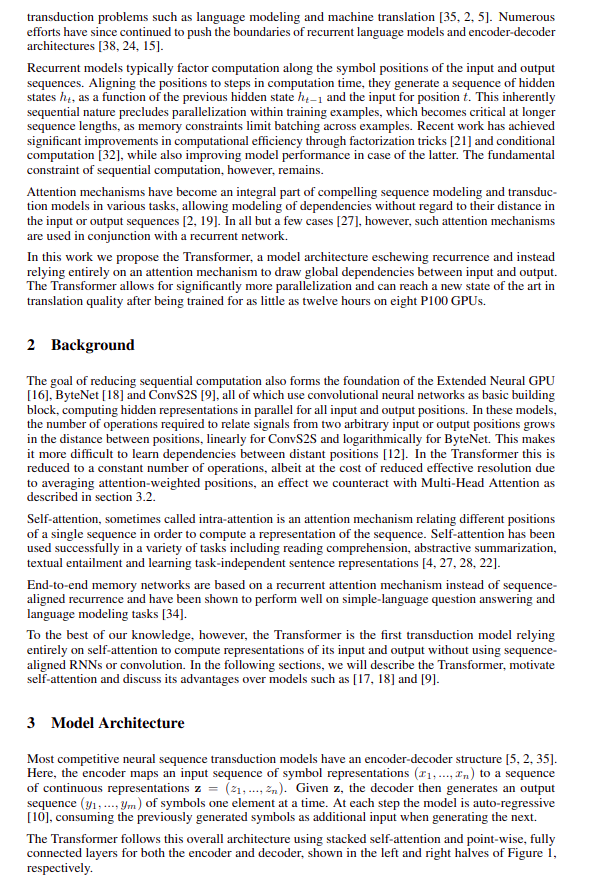 transduction problems such as language modeling and machine translation [35, 2, 5]. Numerous
efforts have since continued to push the boundaries of recurrent language models and encoder-decoder
architectures [38, 24, 15].
Recurrent models typically factor computation along the symbol positions of the input and output
sequences. Aligning the positions to steps in computation time, they generate a sequence of hidden
states hₜ, as a function of the previous hidden state hₜ₋₁ and the input for position t. This inherently
sequential nature precludes parallelization within training examples, which becomes critical at longer
sequence lengths, as memory constraints limit batching across examples. Recent work has achieved
significant improvements in computational efficiency through factorization tricks [21] and conditional
computation [32], while also improving model performance in case of the latter. The fundamental
constraint of sequential computation, however, remains.
Attention mechanisms have become an integral part of compelling sequence modeling and transduc-
tion models in various tasks, allowing modeling of dependencies without regard to their distance in
the input or output sequences [2, 19]. In all but a few cases [27], however, such attention mechanisms
are used in conjunction with a recurrent network.
In this work we propose the Transformer, a model architecture eschewing recurrence and instead
relying entirely on an attention mechanism to draw global dependencies between input and output.
The Transformer allows for significantly more parallelization and can reach a new state of the art in
translation quality after being trained for as little as twelve hours on eight P100 GPUs.
2 Background
The goal of reducing sequential computation also forms the foundation of the Extended Neural GPU
[16], ByteNet [18] and ConvS2S [9], all of which use convolutional neural networks as basic building
block, computing hidden representations in parallel for all input and output positions. In these models,
the number of operations required to relate signals from two arbitrary input or output positions grows
in the distance between positions, linearly for ConvS2S and logarithmically for ByteNet. This makes
it more difficult to learn dependencies between distant positions [12]. In the Transformer this is
reduced to a constant number of operations, albeit at the cost of reduced effective resolution due
to averaging attention-weighted positions, an effect we counteract with Multi-Head Attention as
described in section 3.2.
Self-attention, sometimes called intra-attention is an attention mechanism relating different positions
of a single sequence in order to compute a representation of the sequence. Self-attention has been
used successfully in a variety of tasks including reading comprehension, abstractive summarization,
textual entailment and learning task-independent sentence representations [4, 27, 28, 22].
End-to-end memory networks are based on a recurrent attention mechanism instead of sequence-
aligned recurrence and have been shown to perform well on simple-language question answering and
language modeling tasks [34].
To the best of our knowledge, however, the Transformer is the first transduction model relying
entirely on self-attention to compute representations of its input and output without using sequence-
aligned RNNs or convolution. In the following sections, we will describe the Transformer, motivate
self-attention and discuss its advantages over models such as [17, 18] and [9].
3 Model Architecture
Most competitive neural sequence transduction models have an encoder-decoder structure [5, 2, 35].
Here, the encoder maps an input sequence of symbol representations (x₁, ..., xₙ) to a sequence
of continuous representations z = (z₁, ..., zₙ). Given z, the decoder then generates an output
sequence (y₁, ..., yₘ) of symbols one element at a time. At each step the model is auto-regressive
[10], consuming the previously generated symbols as additional input when generating the next.
The Transformer follows this overall architecture using stacked self-attention and point-wise, fully
connected layers for both the encoder and decoder, shown in the left and right halves of Figure 1,
respectively.